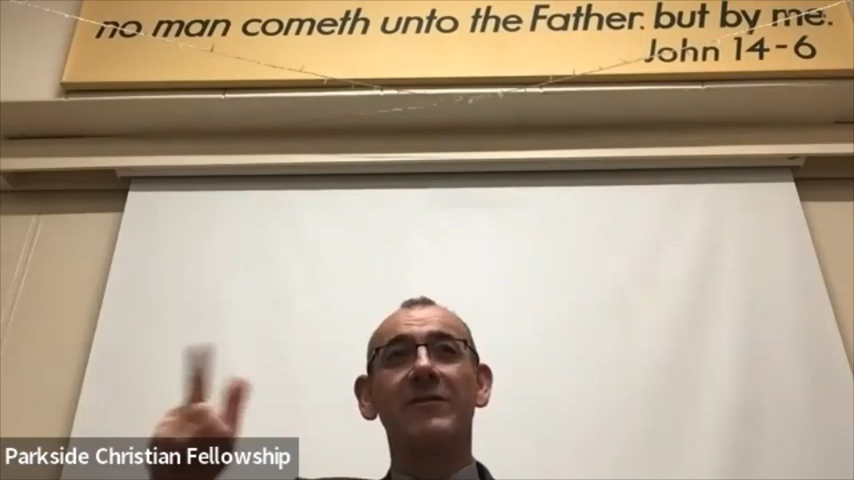 no man cometh unto the Father: but by me.
John 14-6
Parkside Christian Fellowship